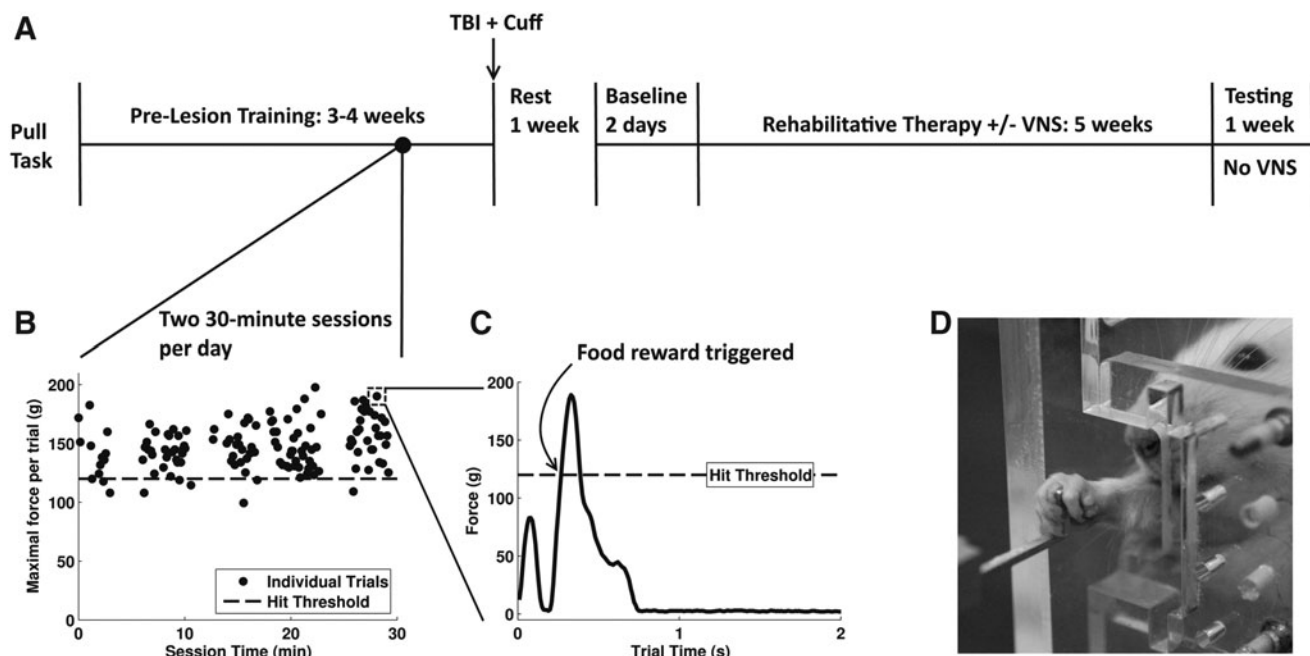 A
TBI + Cuff
Pull
Task
Pre-Lesion Training: 3-4 weeks
Rest
1 week
Baseline
2 days
Rehabilitative Therapy +/- VNS: 5 weeks
Testing
1 week
No VNS
B
Two 30-minute sessions
per day
Maximal force per trial (g)
200
150
100
50
0
Individual Trials
Hit Threshold
0
10
20
30
Session Time (min)
C
Food reward triggered
Force (g)
200
150
100
50
0
Hit Threshold
0
1
2
Trial Time (s)
D